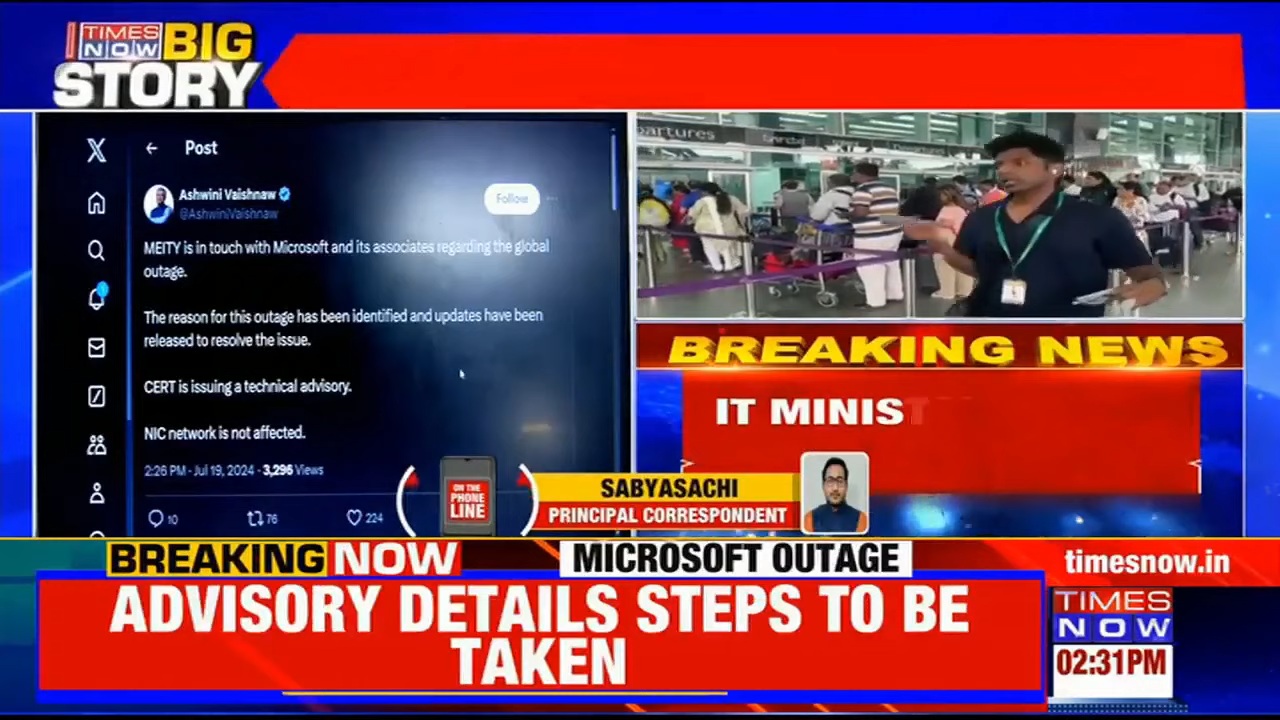 TIMES
NOW
BIG
STORY
Post
Ashwini Vaishnaw
@AshwiniVaishnaw
Follow
MEITY is in touch with Microsoft and its associates regarding the global
outage.
The reason for this outage has been identified and updates have been
released to resolve the issue.
CERT is issuing a technical advisory.
NIC network is not affected.
2:26 PM · Jul 19, 2024 · 3,296 Views
10
76
224
1
partures
BREAKING NEWS
IT MINIST
ON THE
PHONE
LINE
SABYASACHI
PRINCIPAL CORRESPONDENT
BREAKING NOW
MICROSOFT OUTAGE
timesnow.in
ADVISORY DETAILS STEPS TO BE
TAKEN
TIMES
NOW
02:31PM